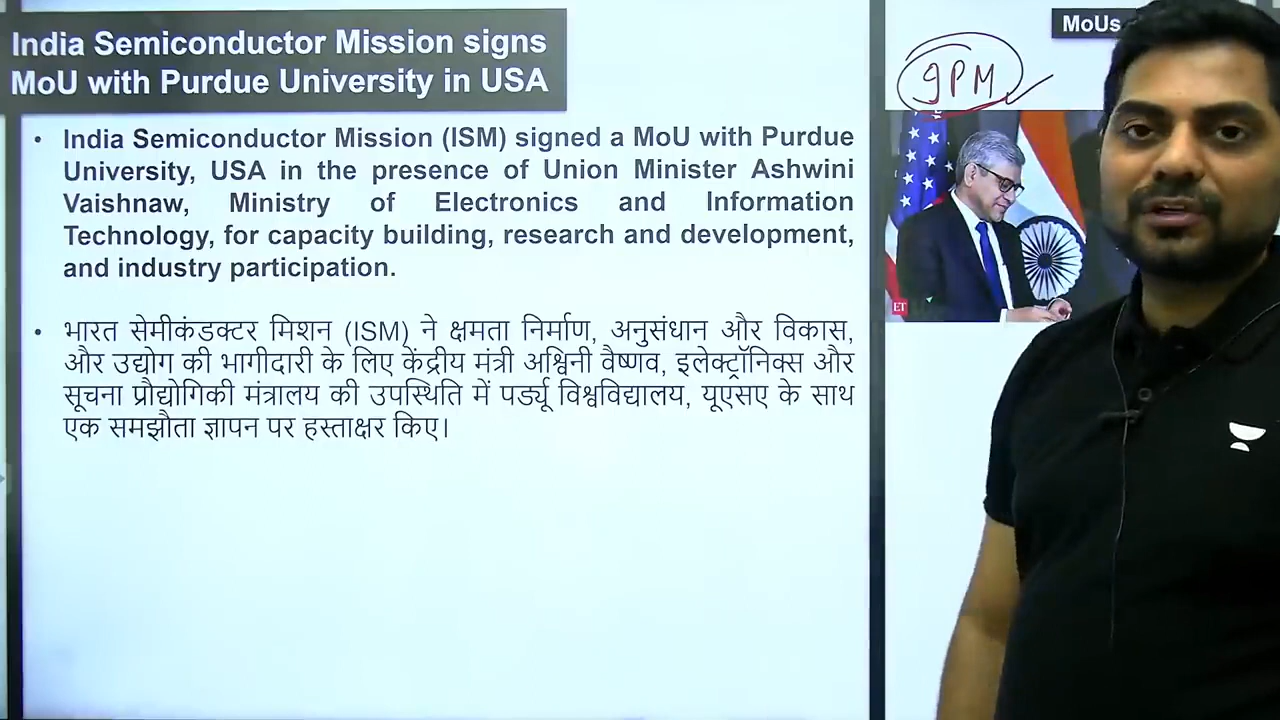 India Semiconductor Mission signs
MoU with Purdue University in USA
MoUs
9PM
• India Semiconductor Mission (ISM) signed a MoU with Purdue
University, USA in the presence of Union Minister Ashwini
Vaishnaw, Ministry of Electronics and Information
Technology, for capacity building, research and development,
and industry participation.
• भारत सेमीकंडक्टर मिशन (ISM) ने क्षमता निर्माण, अनुसंधान और विकास,
और उद्योग की भागीदारी के लिए केंद्रीय मंत्री अश्विनी वैष्णव, इलेक्ट्रॉनिक्स और
सूचना प्रौद्योगिकी मंत्रालय की उपस्थिति में पर्ड्यू विश्वविद्यालय, यूएसए के साथ
एक समझौता ज्ञापन पर हस्ताक्षर किए।
ET